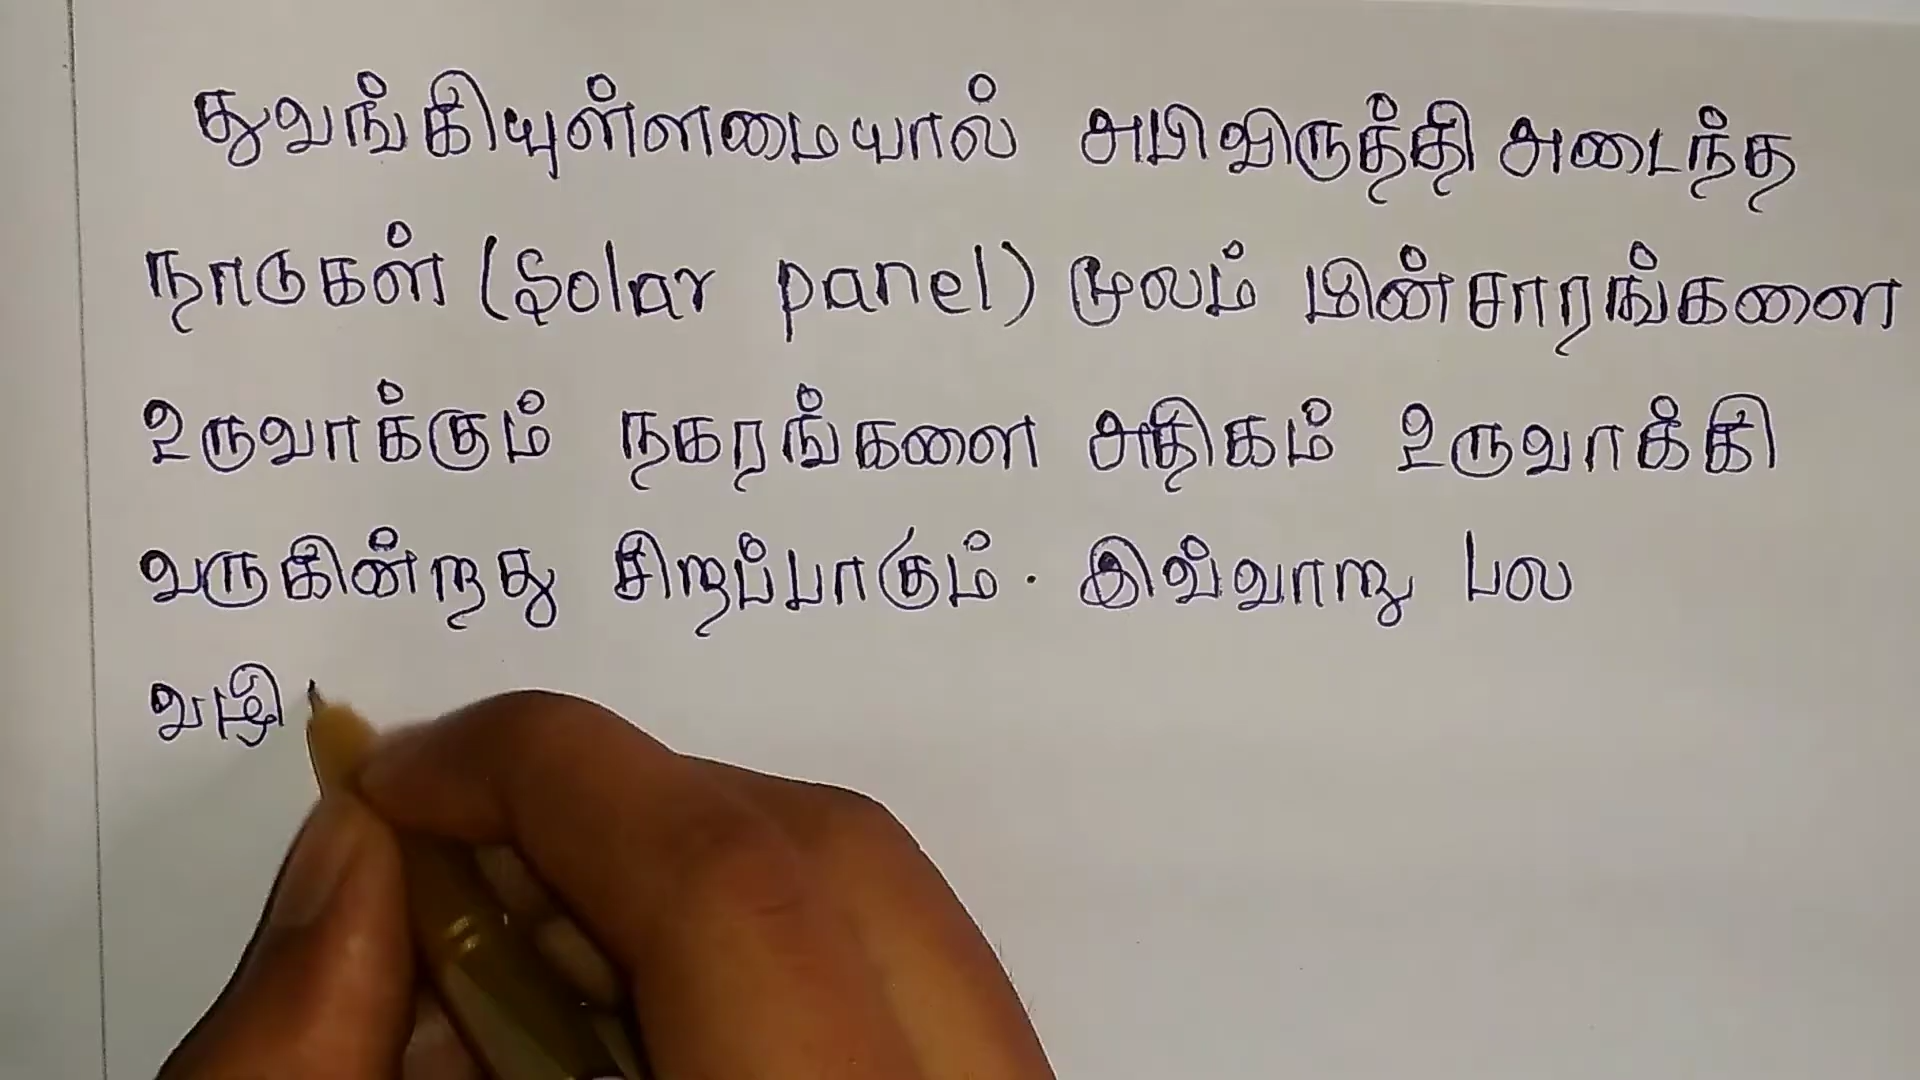 துவங்கியுள்ளமையால் அபிவிருத்தி அடைந்த
நாடுகள் (Solar panel) மூலம் மின்சாரங்களை
உருவாக்கும் நகரங்களை அதிகம் உருவாக்கி
வருகின்றது சிறப்பாகும். இவ்வாறு பல
வழி